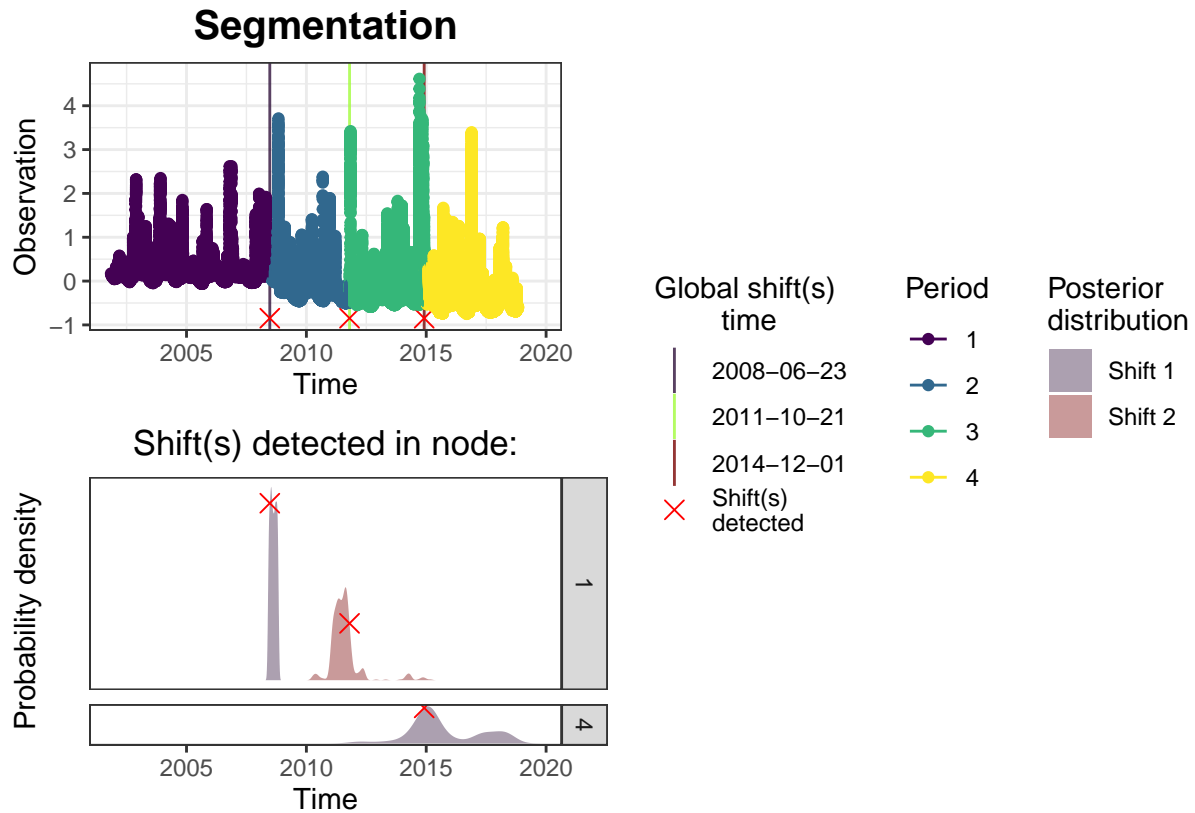 Segmentation
Observation
4
3
2
1
0
−1
2005
2010
2015
2020
Time
Shift(s) detected in node:
Probability density
1
4
2005
2010
2015
2020
Time
Global shift(s)
time
2008−06−23
2011−10−21
2014−12−01
Shift(s)
detected
Period
1
2
3
4
Posterior
distribution
Shift 1
Shift 2